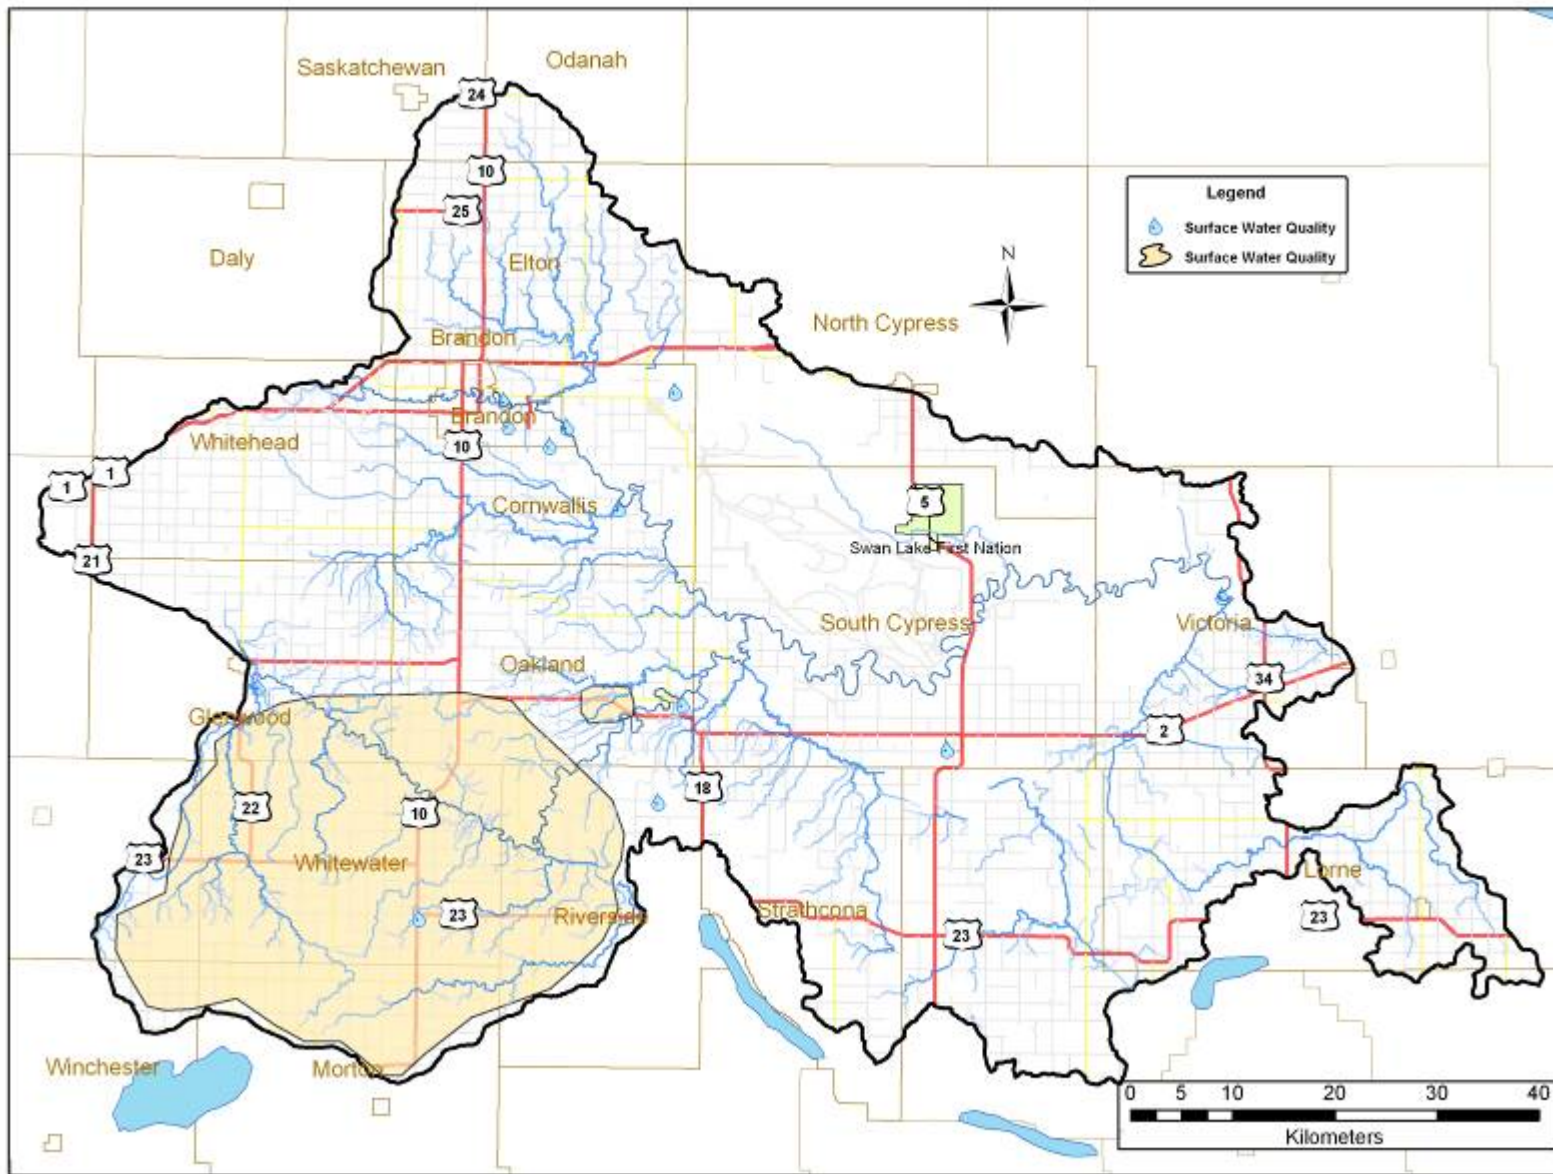 Odanah
Saskatchewan
24
10
Legend
25
Surface Water Quality
N
Daly
Elton
Surface Water Quality
North Cypress
Brandon
Brandon
Whitehead
10
1
1
5
Cornwallis
Swan Lake First Nation
21
South Cypress
Victoria
Oakland
34
Glenwood
2
18
22
10
23
Whitewater
Lorne
23
Riverside
Strathcona
23
23
Winchester
Morton
0 5 10 20 30 40
Kilometers